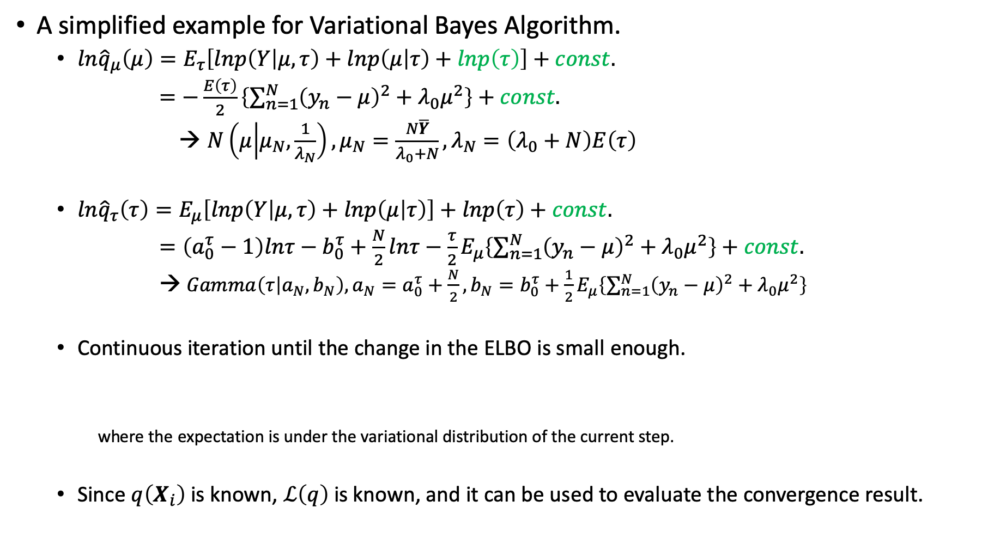 • A simplified example for Variational Bayes Algorithm.
• $ln\hat{q}_{\mu}(\mu) = E_{\tau}[lnp(Y|\mu, \tau) + lnp(\mu|\tau) + lnp(\tau)] + const.$
$= -\frac{E(\tau)}{2}\{\sum_{n=1}^{N}(y_n - \mu)^2 + \lambda_0\mu^2\} + const.$
$\rightarrow N\left(\mu\middle|\mu_N, \frac{1}{\lambda_N}\right), \mu_N = \frac{N\overline{Y}}{\lambda_0+N}, \lambda_N = (\lambda_0 + N)E(\tau)$
• $ln\hat{q}_{\tau}(\tau) = E_{\mu}[lnp(Y|\mu, \tau) + lnp(\mu|\tau)] + lnp(\tau) + const.$
$= (a_0^{\tau} - 1)ln\tau - b_0^{\tau} + \frac{N}{2}ln\tau - \frac{\tau}{2}E_{\mu}\{\sum_{n=1}^{N}(y_n - \mu)^2 + \lambda_0\mu^2\} + const.$
$\rightarrow Gamma(\tau|a_N, b_N), a_N = a_0^{\tau} + \frac{N}{2}, b_N = b_0^{\tau} + \frac{1}{2}E_{\mu}\{\sum_{n=1}^{N}(y_n - \mu)^2 + \lambda_0\mu^2\}$
• Continuous iteration until the change in the ELBO is small enough.
where the expectation is under the variational distribution of the current step.
• Since $q(\boldsymbol{X}_i)$ is known, $\mathcal{L}(q)$ is known, and it can be used to evaluate the convergence result.